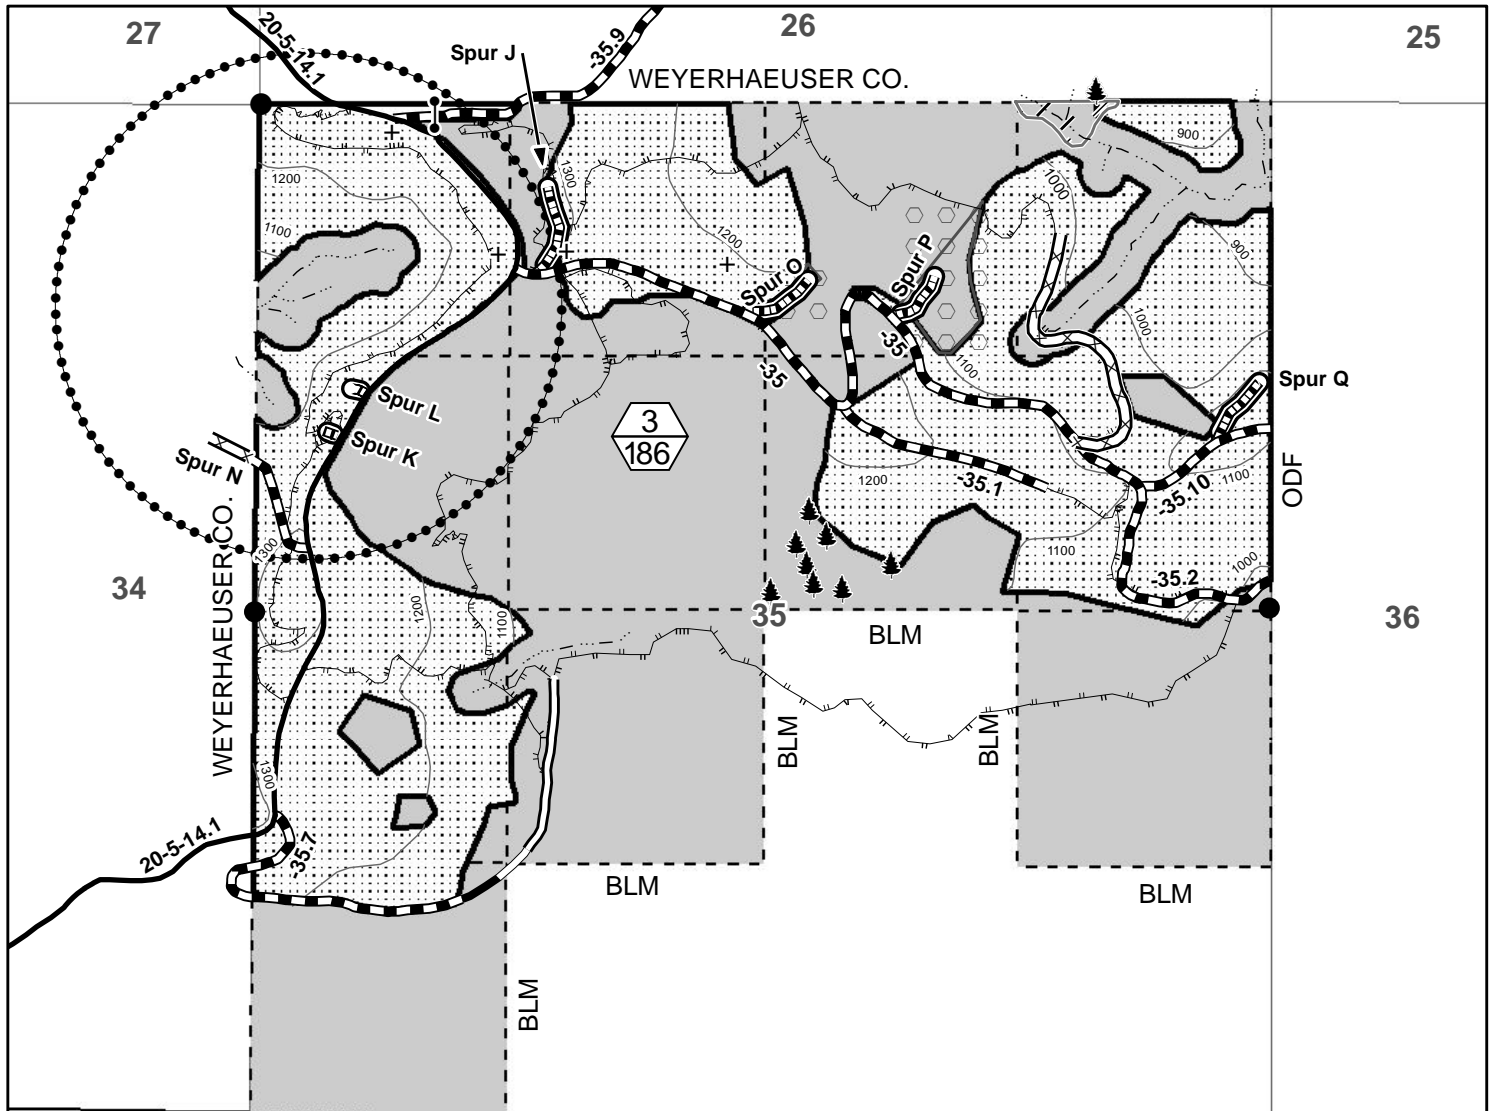 27
26
25
20-5-14.1
Spur J
-35.9
WEYERHAEUSER CO.
900
1200
1300
1000
1100
1200
900
Spur O
Spur P
1000
-35
-35
1100
Spur Q
Spur L
Spur K
Spur N
3
186
1200
-35.1
-35.10
1100
ODF
WEYERHAEUSER CO.
1300
1100
1000
34
-35.2
1200
1100
35
36
BLM
BLM
BLM
1300
20-5-14.1
-35.7
BLM
BLM
BLM